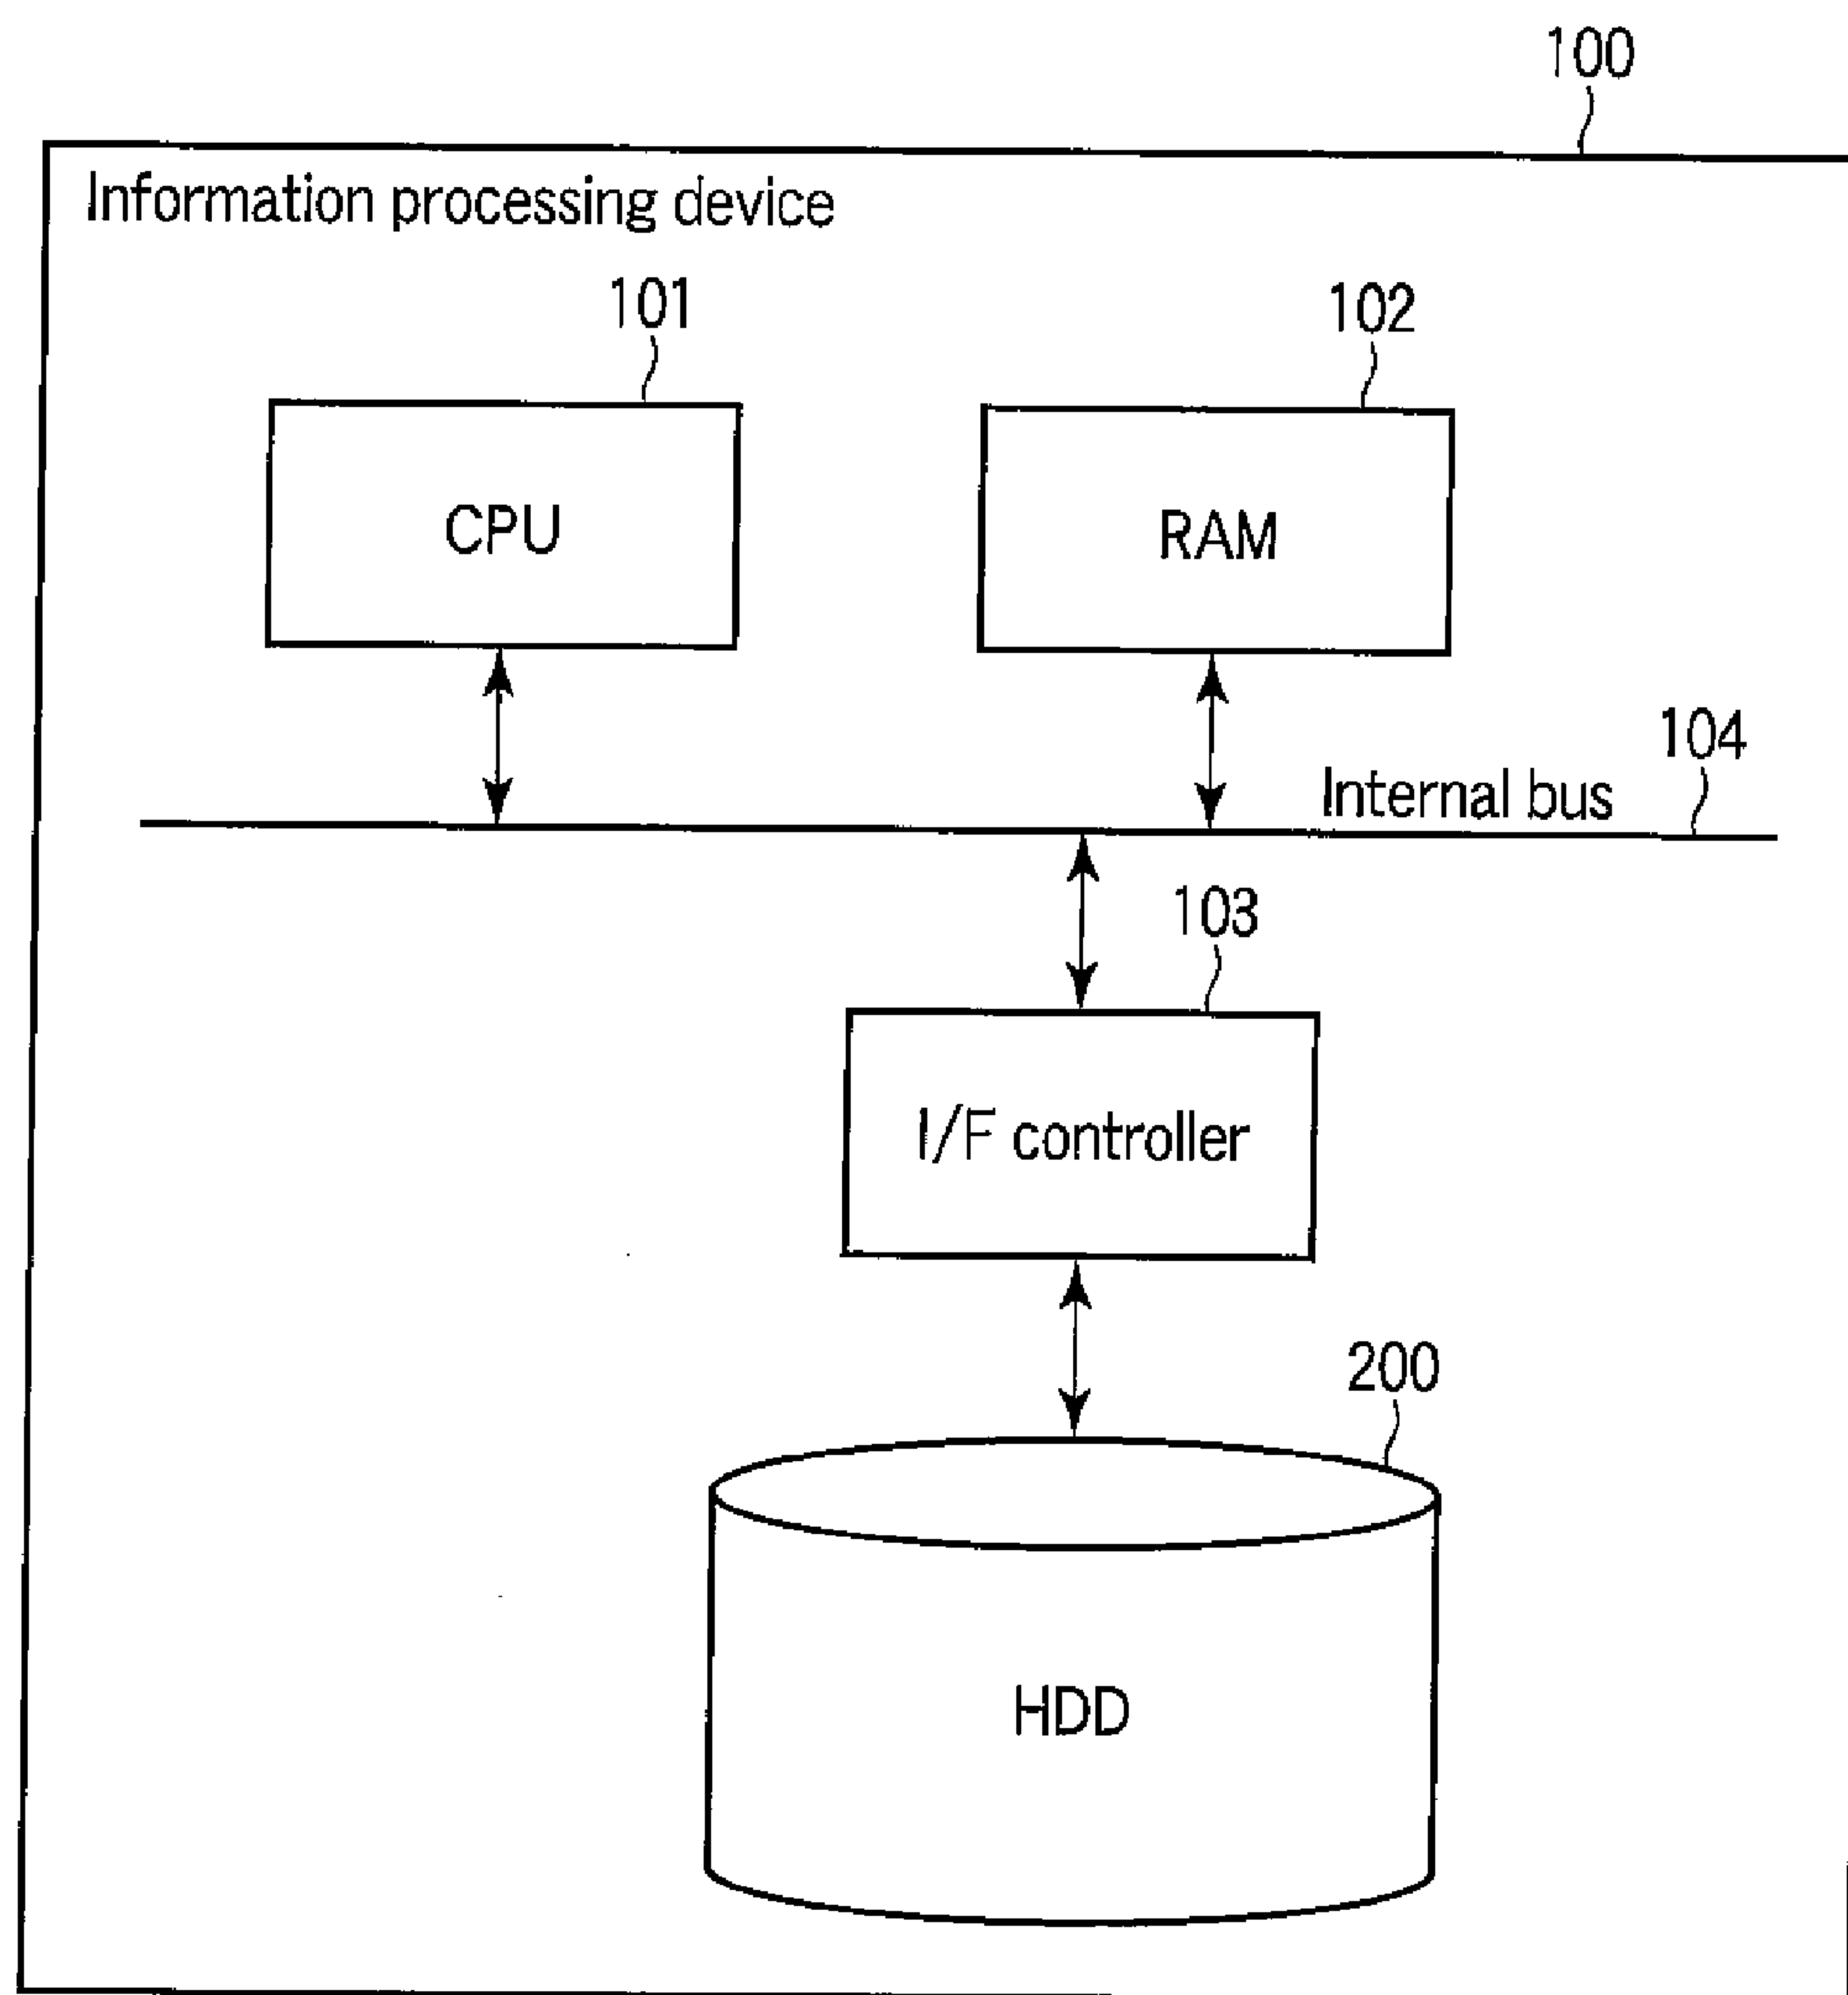 100
Information processing device
101
102
CPU
RAM
104
Internal bus
103
I/F controller
200
HDD